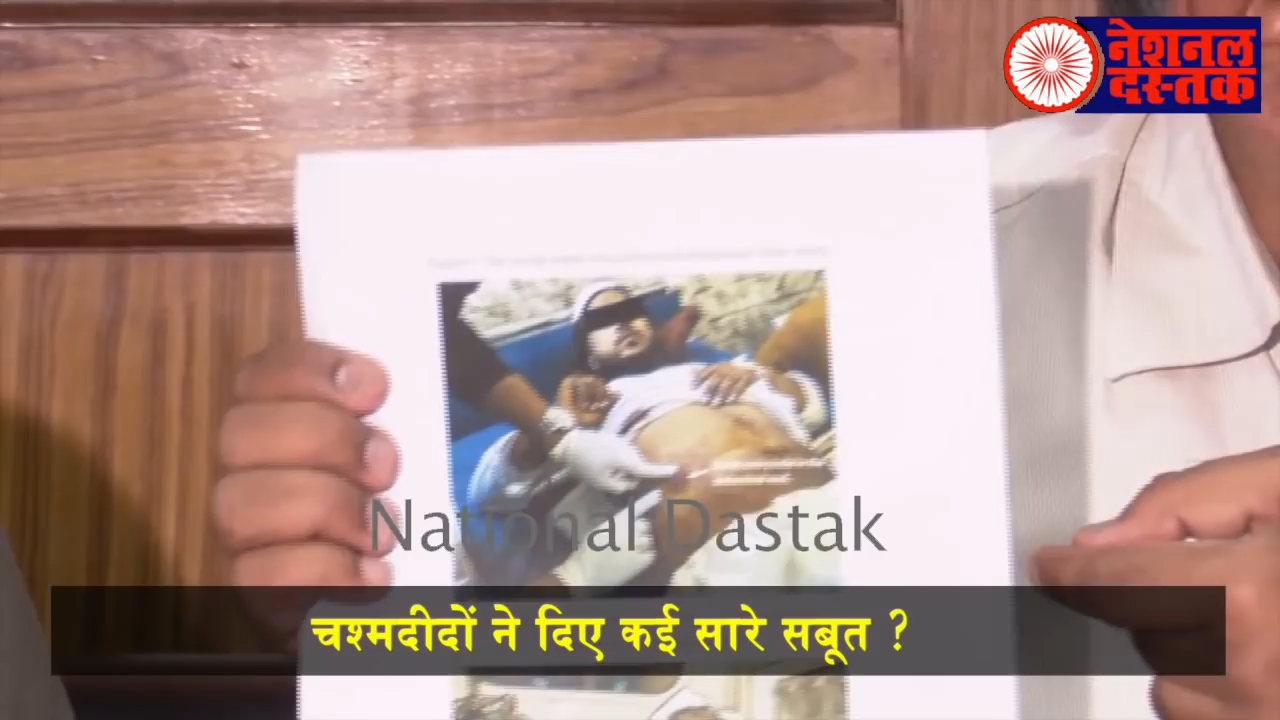 नेशनल
दस्तक
National Dastak
चश्मदीदों ने दिए कई सारे सबूत ?